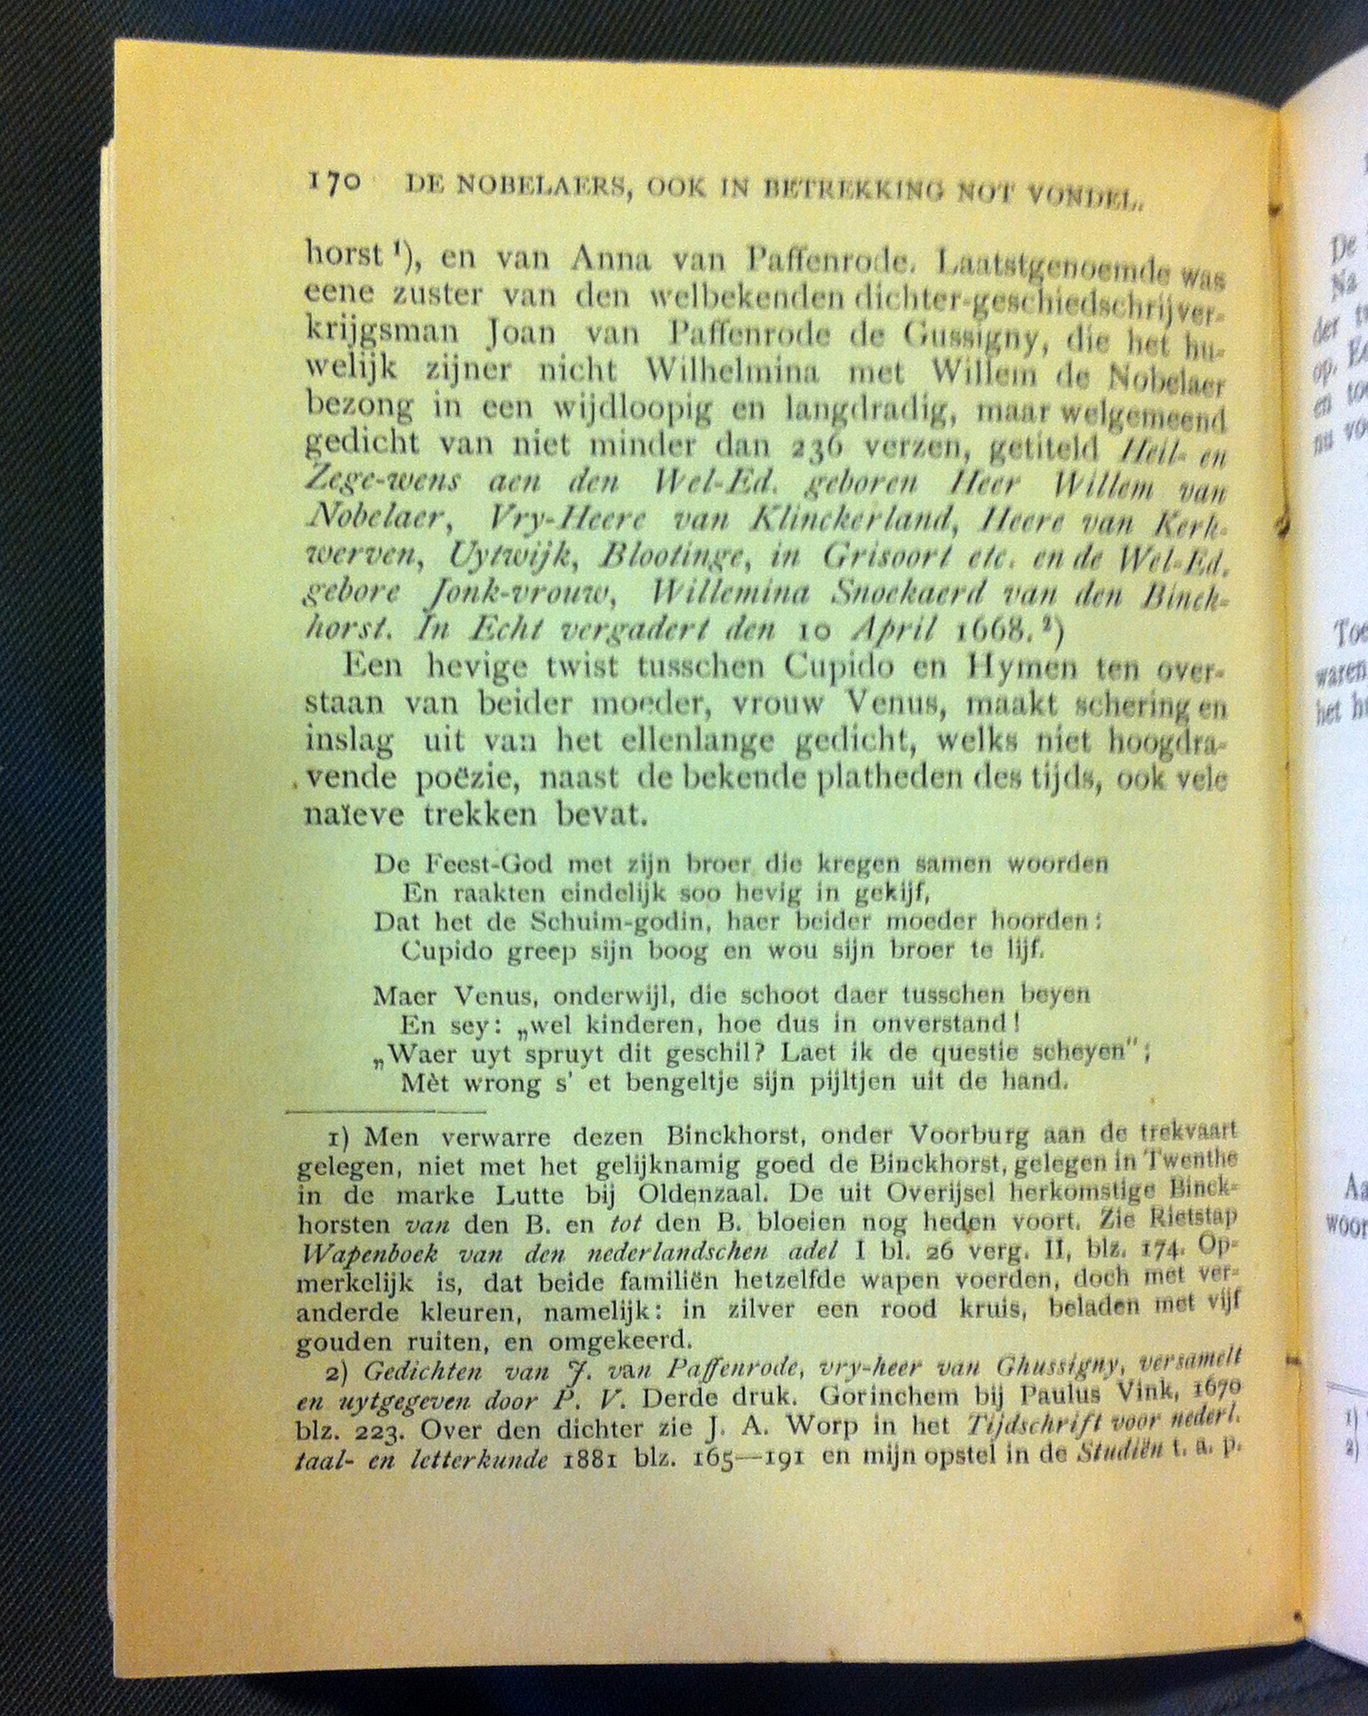 170 DE NOBELAERS, OOK IN BETREKKING NOT VONDEL.
horst ¹), en van Anna van Paffenrode. Laatstgenoemde was
eene zuster van den welbekenden dichter-geschiedschrijver-
krijgsman Joan van Paffenrode de Gussigny, die het hu-
welijk zijner nicht Wilhelmina met Willem de Nobelaer
bezong in een wijdloopig en langdradig, maar welgemeend
gedicht van niet minder dan 236 verzen, getiteld Heil- en
Zege-wens aen den Wel-Ed. geboren Heer Willem van
Nobelaer, Vry-Heere van Klinckerland, Heere van Kerk-
werven, Uytwijk, Blootinge, in Grisoort etc. en de Wel-Ed.
gebore Jonk-vrouw, Willemina Snoekaerd van den Binck-
horst. In Echt vergadert den 10 April 1668. ²)
Een hevige twist tusschen Cupido en Hymen ten over-
staan van beider moeder, vrouw Venus, maakt schering en
inslag uit van het ellenlange gedicht, welks niet hoogdra-
vende poëzie, naast de bekende platheden des tijds, ook vele
naïeve trekken bevat.
De Feest-God met zijn broer die kregen samen woorden
En raakten eindelijk soo hevig in gekijf,
Dat het de Schuim-godin, haer beider moeder hoorden:
Cupido greep sijn boog en wou sijn broer te lijf.
Maer Venus, onderwijl, die schoot daer tusschen beyen
En sey: „wel kinderen, hoe dus in onverstand!
„Waer uyt spruyt dit geschil? Laet ik de questie scheyen";
Mèt wrong s' et bengeltje sijn pijltjen uit de hand.
1) Men verwarre dezen Binckhorst, onder Voorburg aan de trekvaart
gelegen, niet met het gelijknamig goed de Binckhorst, gelegen in Twenthe
in de marke Lutte bij Oldenzaal. De uit Overijsel herkomstige Binck-
horsten van den B. en tot den B. bloeien nog heden voort. Zie Rietstap
Wapenboek van den nederlandschen adel I bl. 26 verg. II, blz. 174. Op-
merkelijk is, dat beide familiën hetzelfde wapen voerden, doch met ver-
anderde kleuren, namelijk: in zilver een rood kruis, beladen met vijf
gouden ruiten, en omgekeerd.
2) Gedichten van J. van Paffenrode, vry-heer van Ghussigny, versamelt
en uytgegeven door P. V. Derde druk. Gorinchem bij Paulus Vink, 1670
blz. 223. Over den dichter zie J. A. Worp in het Tijdschrift voor nederl.
taal- en letterkunde 1881 blz. 165—191 en mijn opstel in de Studiën t. a. p.
De
Na
der
op.
en
nu
waren
het
1)
2)